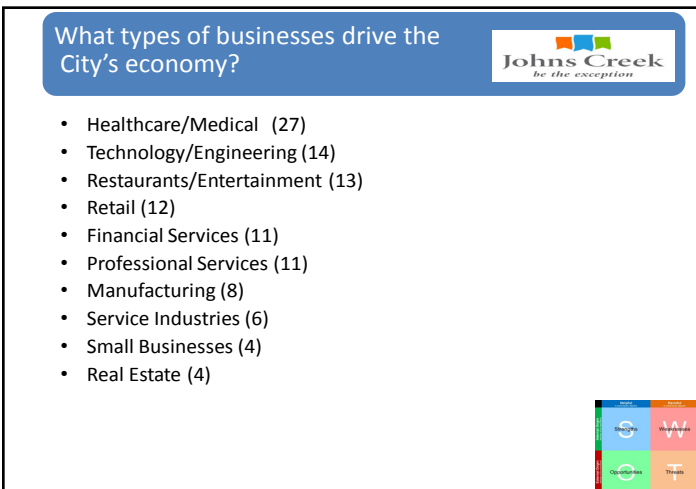 What types of businesses drive the
City's economy?
Johns Creek
be the exception
• Healthcare/Medical (27)
• Technology/Engineering (14)
• Restaurants/Entertainment (13)
• Retail (12)
• Financial Services (11)
• Professional Services (11)
• Manufacturing (8)
• Service Industries (6)
• Small Businesses (4)
• Real Estate (4)
S
Strengths
W
Weaknesses
O
Opportunities
T
Threats